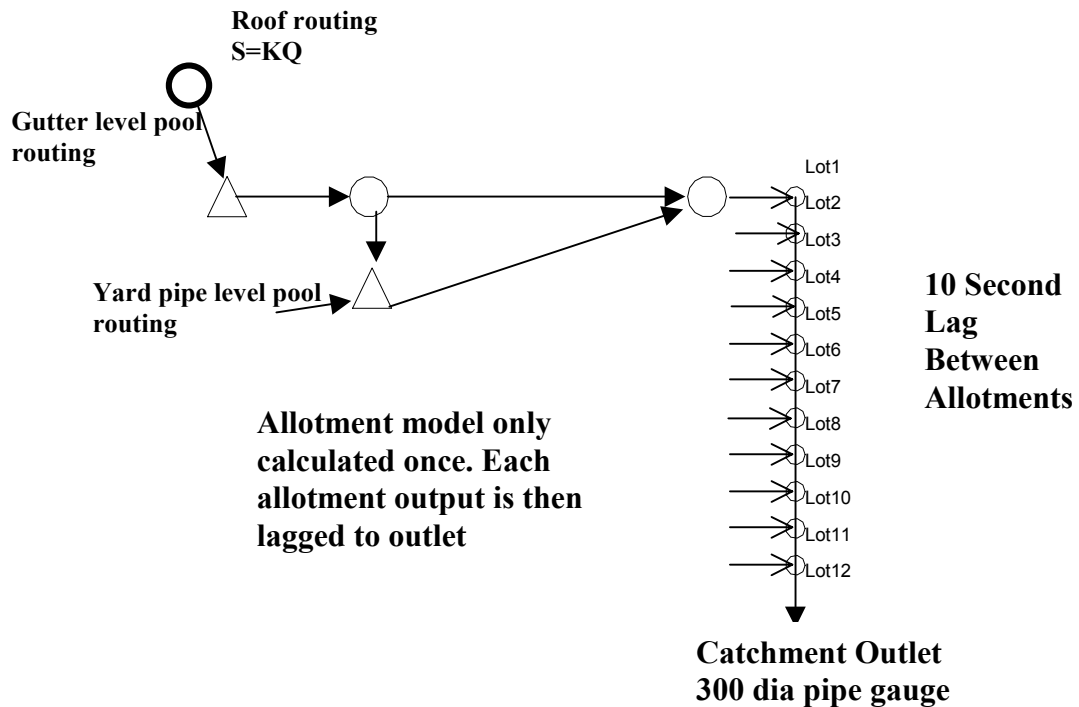 Roof routing
S=KQ
Gutter level pool
routing
Yard pipe level pool
routing
Allotment model only
calculated once. Each
allotment output is then
lagged to outlet
Lot1
Lot2
Lot3
Lot4
Lot5
Lot6
Lot7
Lot8
Lot9
Lot10
Lot11
Lot12
10 Second
Lag
Between
Allotments
Catchment Outlet
300 dia pipe gauge